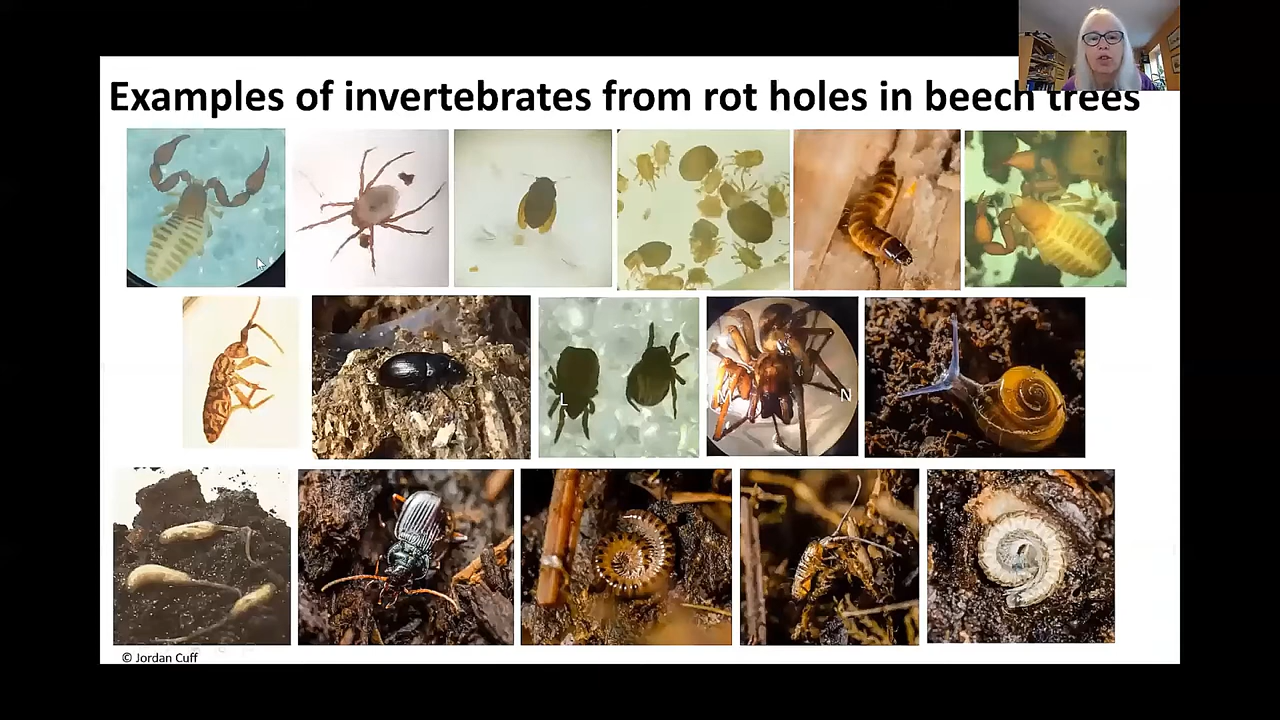 Examples of invertebrates from rot holes in beech trees
L
M
N
© Jordan Cuff